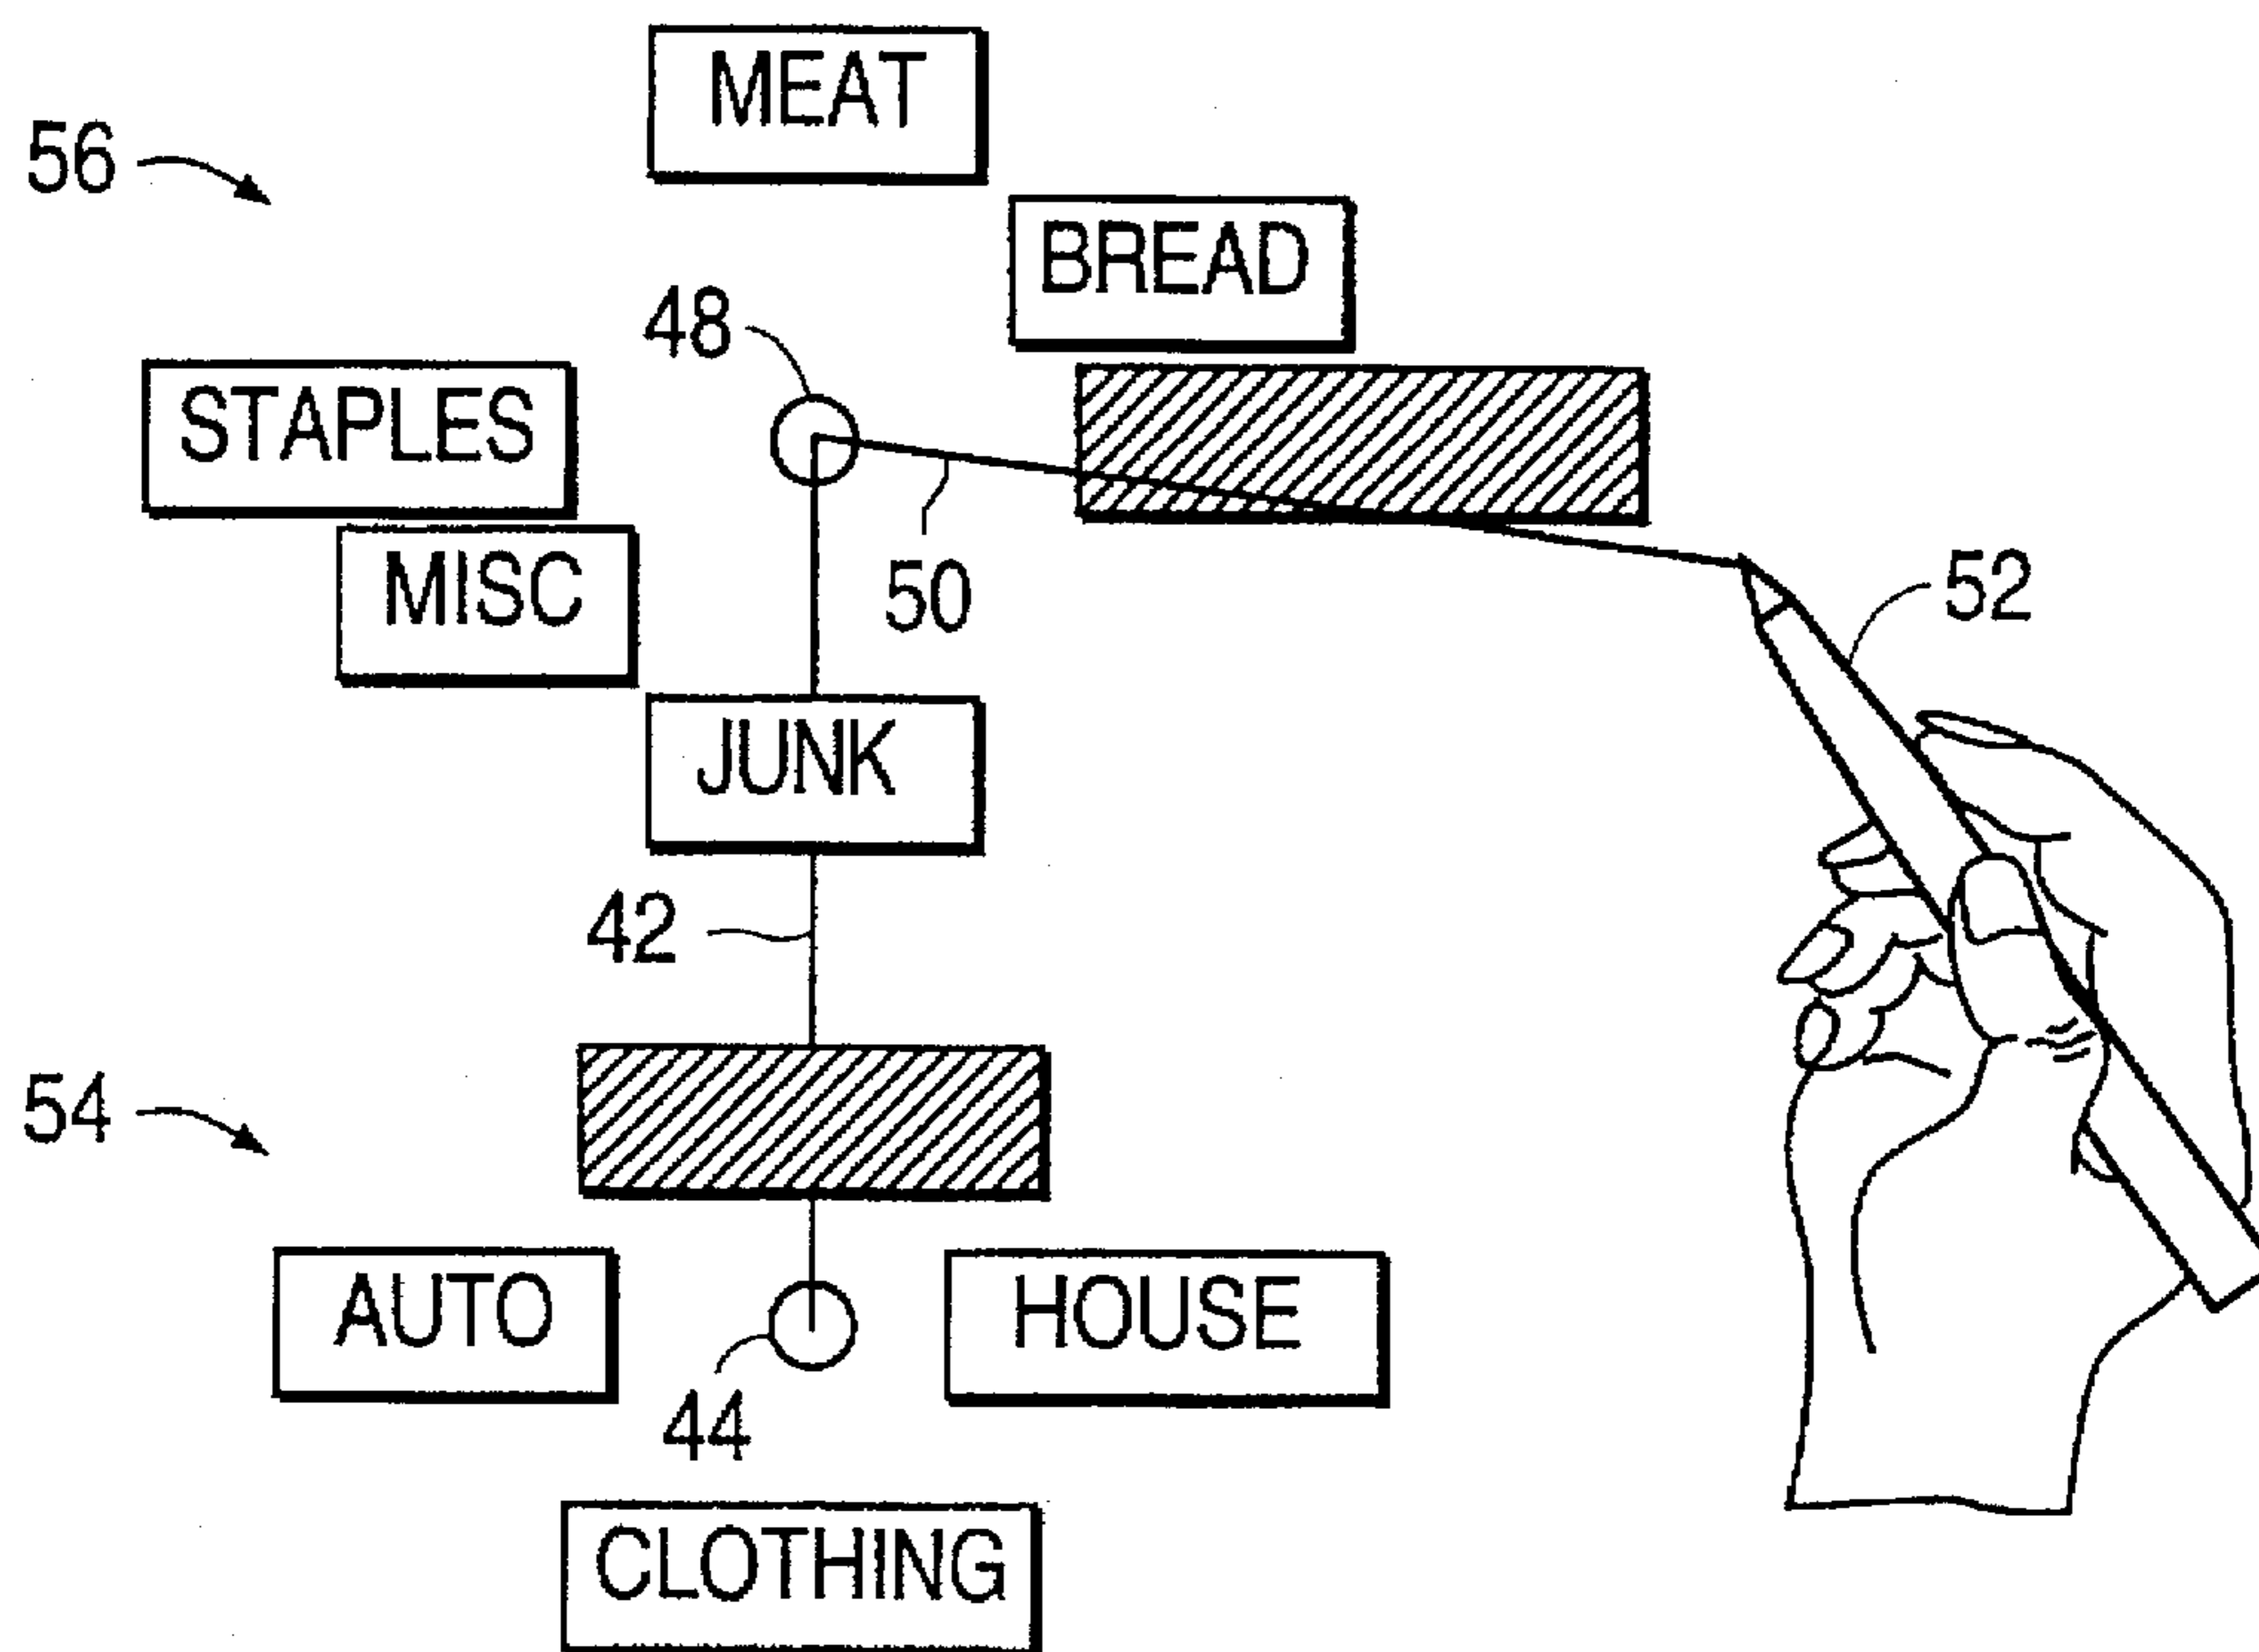 MEAT
56
BREAD
48
STAPLES
MISC
50
52
JUNK
42
54
AUTO
HOUSE
44
CLOTHING